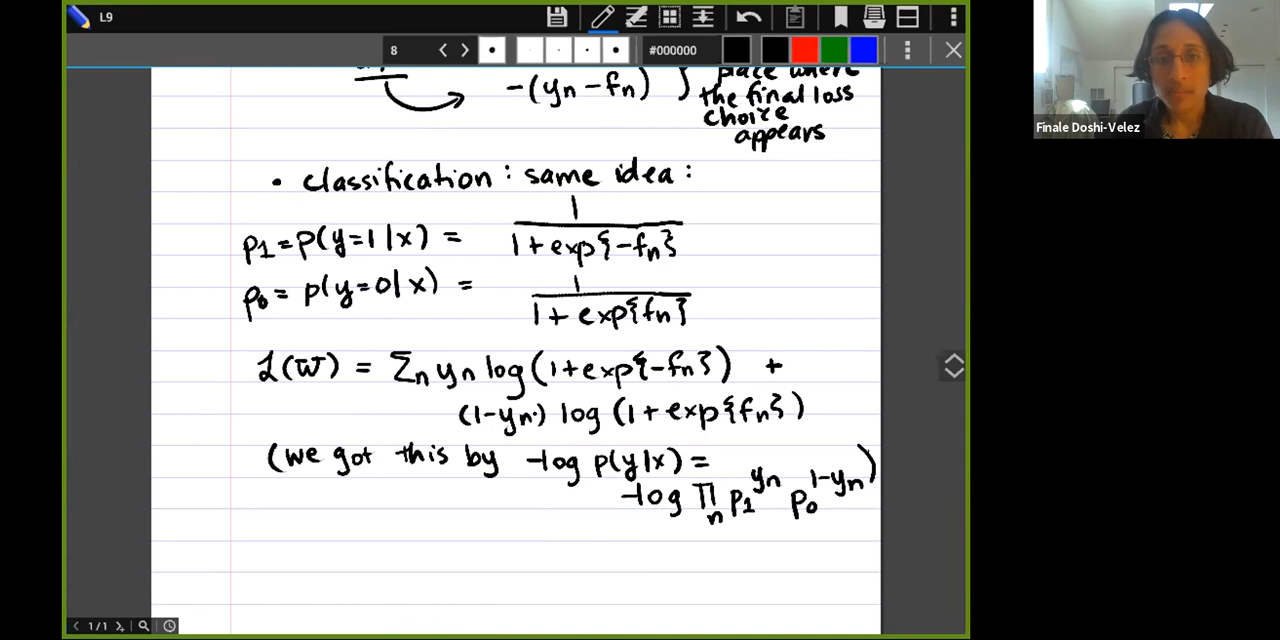 L9
8
#000000
-(yn - fn) } place where
the final loss
choice
appears
Finale Doshi-Velez
• classification : same idea :
p1 = p(y=1|x) = 1 / 1 + exp{-fn}
p0 = p(y=0|x) = 1 / 1 + exp{fn}
L(W) = Σn yn log(1+exp{-fn}) +
(1-yn) log (1+exp{fn})
(we got this by -log p(y|x) =
-log ∏n p1^yn p0^1-yn)
1/1